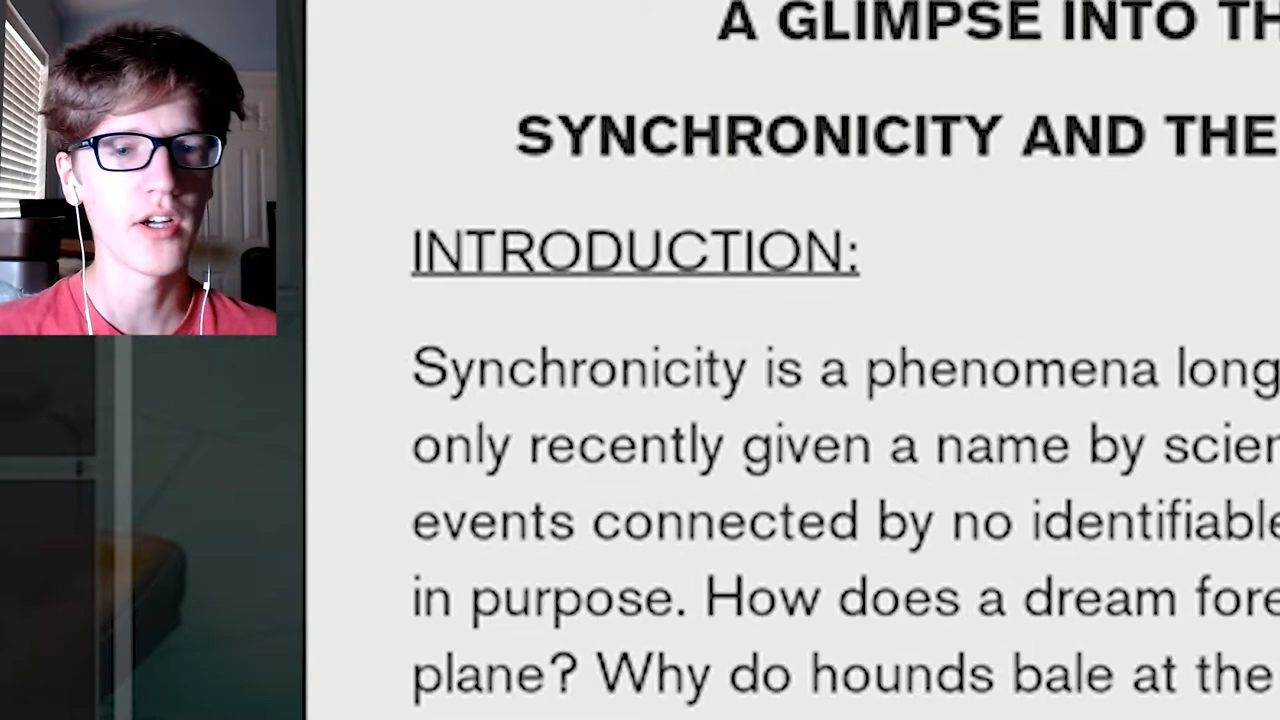 A GLIMPSE INTO TH
SYNCHRONICITY AND THE
INTRODUCTION:
Synchronicity is a phenomena long
only recently given a name by scien
events connected by no identifiable
in purpose. How does a dream fore
plane? Why do hounds bale at the